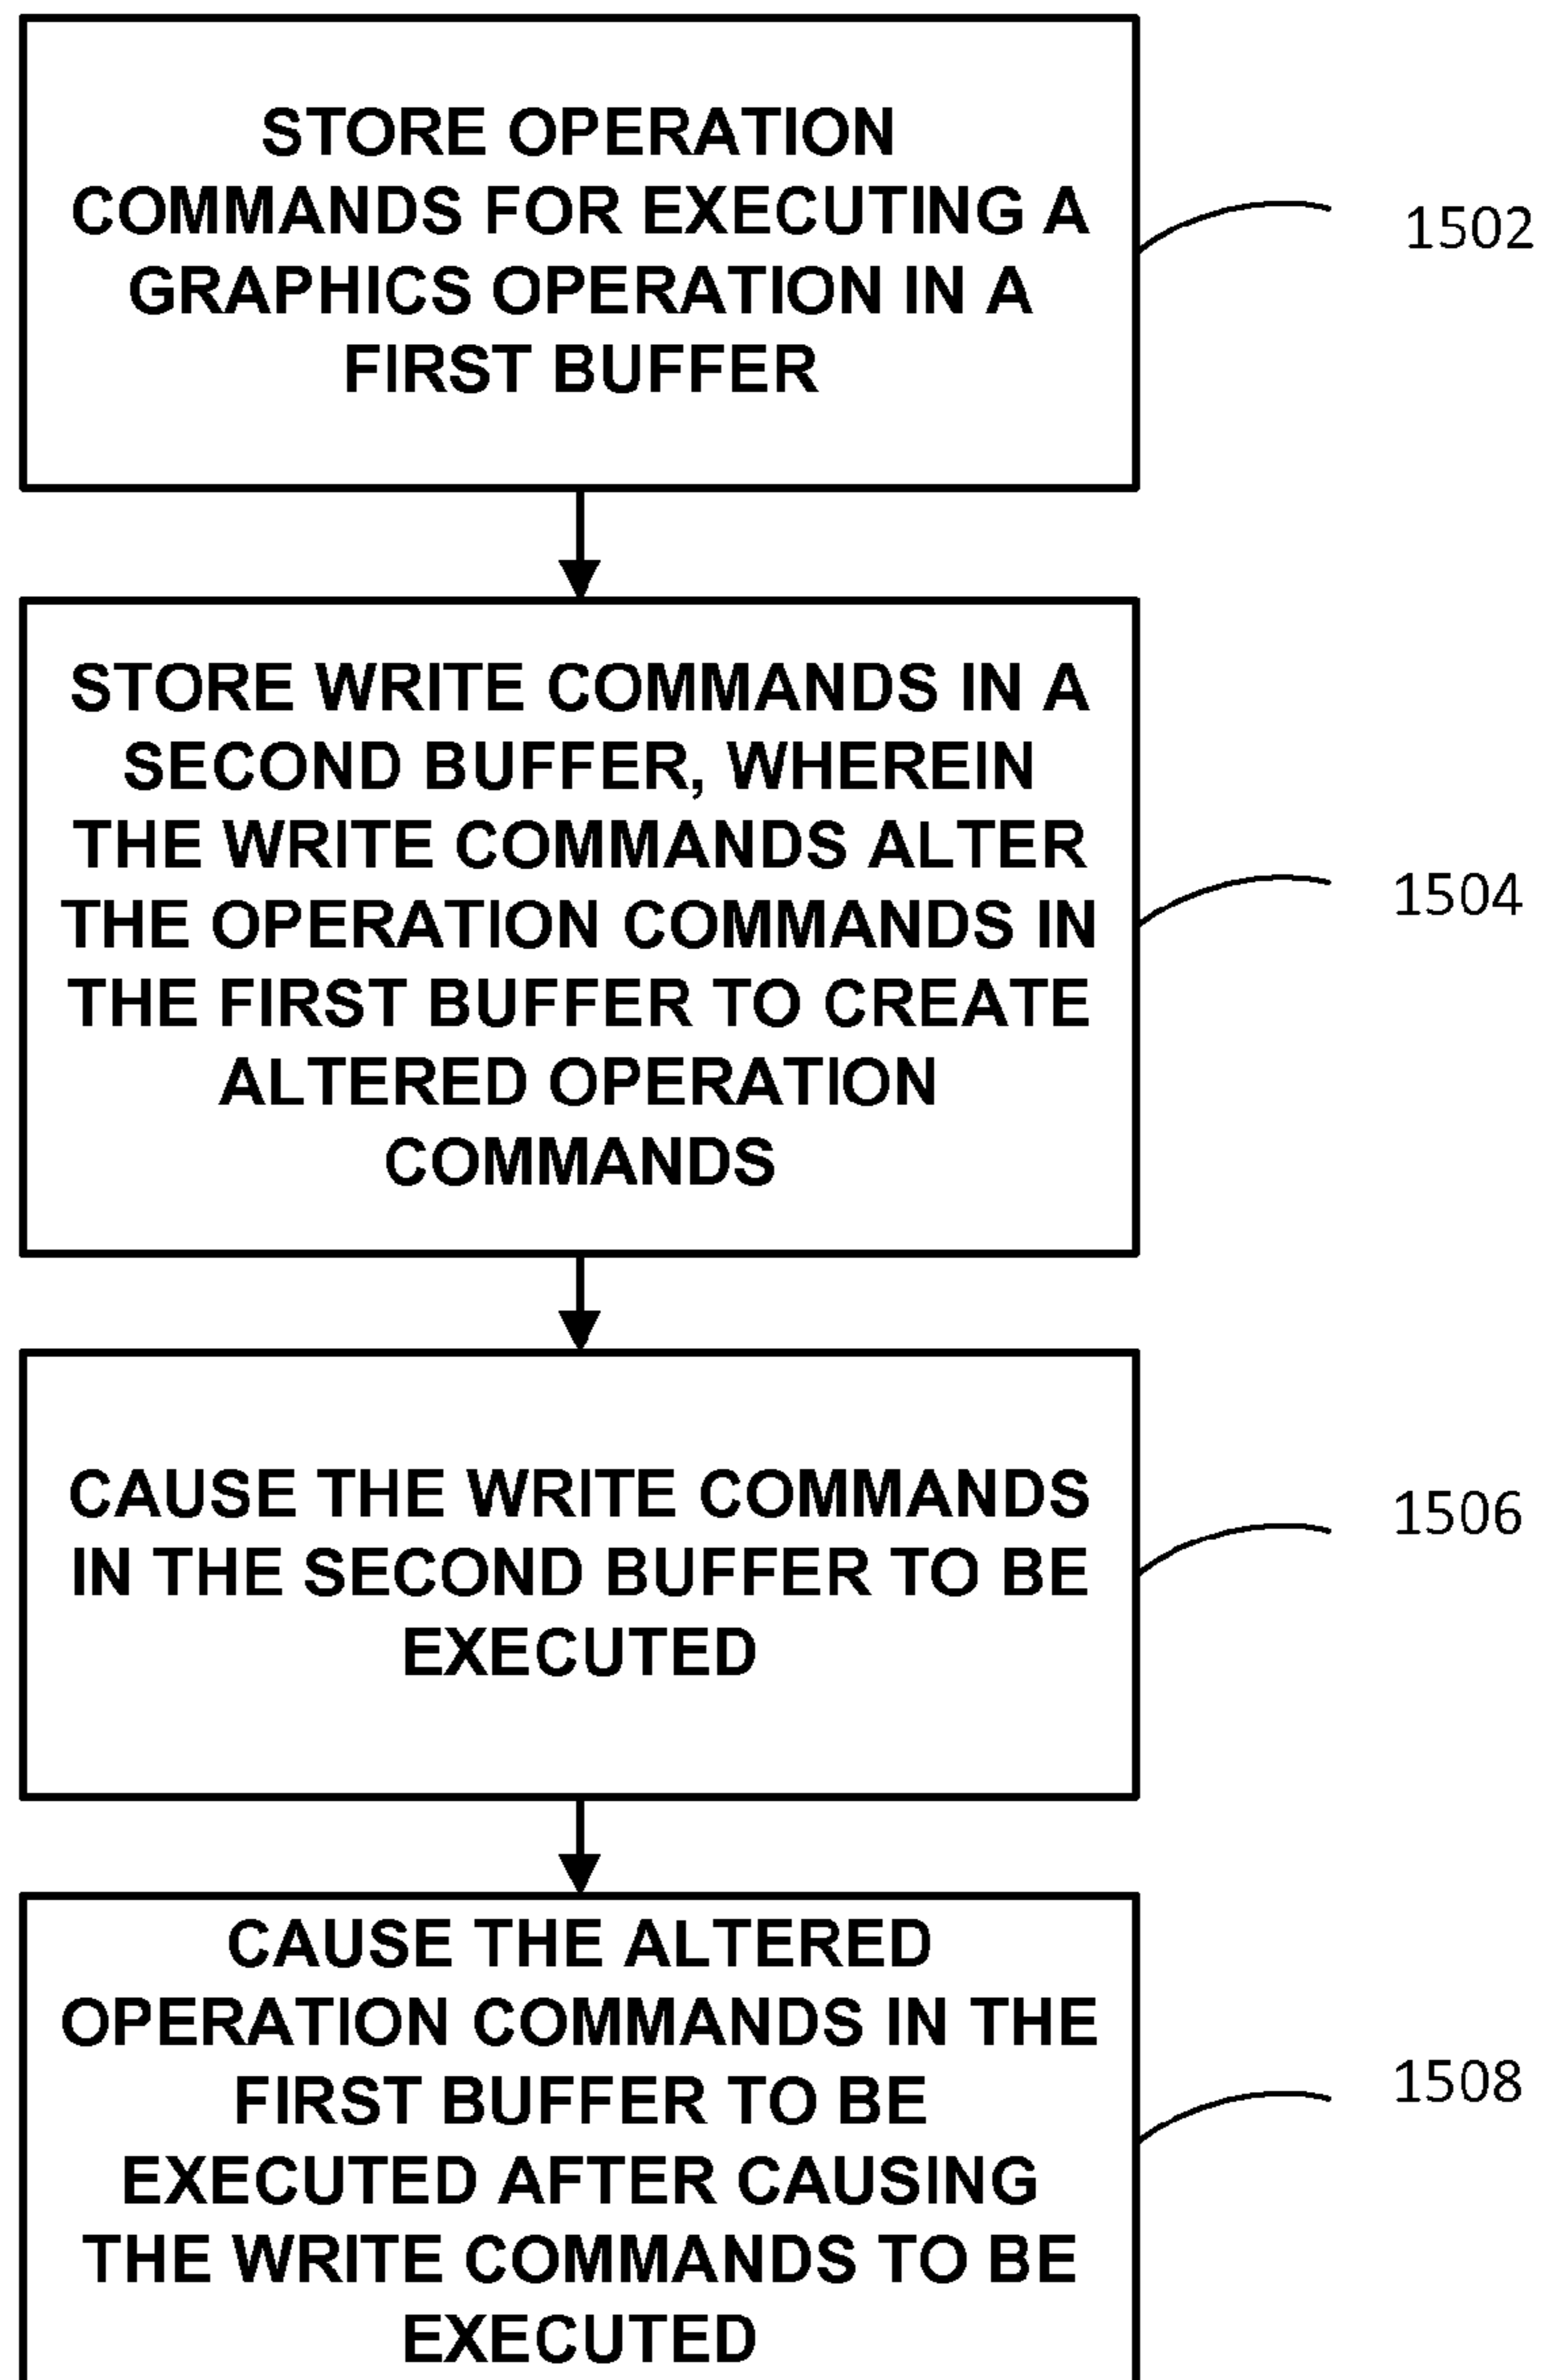 STORE OPERATION
COMMANDS FOR EXECUTING A
GRAPHICS OPERATION IN A
FIRST BUFFER
1502
STORE WRITE COMMANDS IN A
SECOND BUFFER, WHEREIN
THE WRITE COMMANDS ALTER
THE OPERATION COMMANDS IN
THE FIRST BUFFER TO CREATE
ALTERED OPERATION
COMMANDS
1504
CAUSE THE WRITE COMMANDS
IN THE SECOND BUFFER TO BE
EXECUTED
1506
CAUSE THE ALTERED
OPERATION COMMANDS IN THE
FIRST BUFFER TO BE
EXECUTED AFTER CAUSING
THE WRITE COMMANDS TO BE
EXECUTED
1508